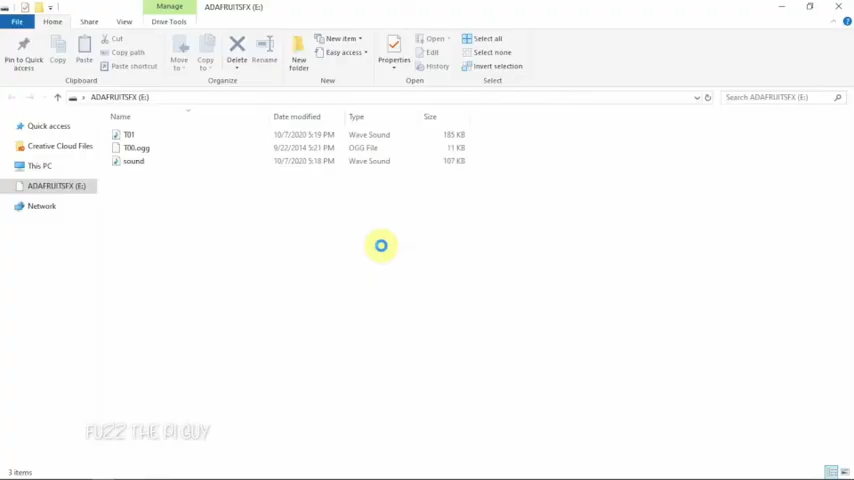 Manage
ADAFRUITSFX (E:)
File
Home
Share
View
Drive Tools
Pin to Quick access
Copy
Paste
Cut
Copy path
Paste shortcut
Clipboard
Move to
Copy to
Delete
Rename
Organize
New folder
New item
Easy access
New
Properties
Open
Edit
History
Open
Select all
Select none
Invert selection
Select
ADAFRUITSFX (E:)
Search ADAFRUITSFX (E:)
Name
Date modified
Type
Size
Quick access
Creative Cloud Files
This PC
ADAFRUITSFX (E:)
Network
T01 10/7/2020 5:19 PM Wave Sound 185 KB
T00.ogg 9/22/2014 5:21 PM OGG File 11 KB
sound 10/7/2020 5:18 PM Wave Sound 107 KB
FUZZ THE PI GUY
3 items